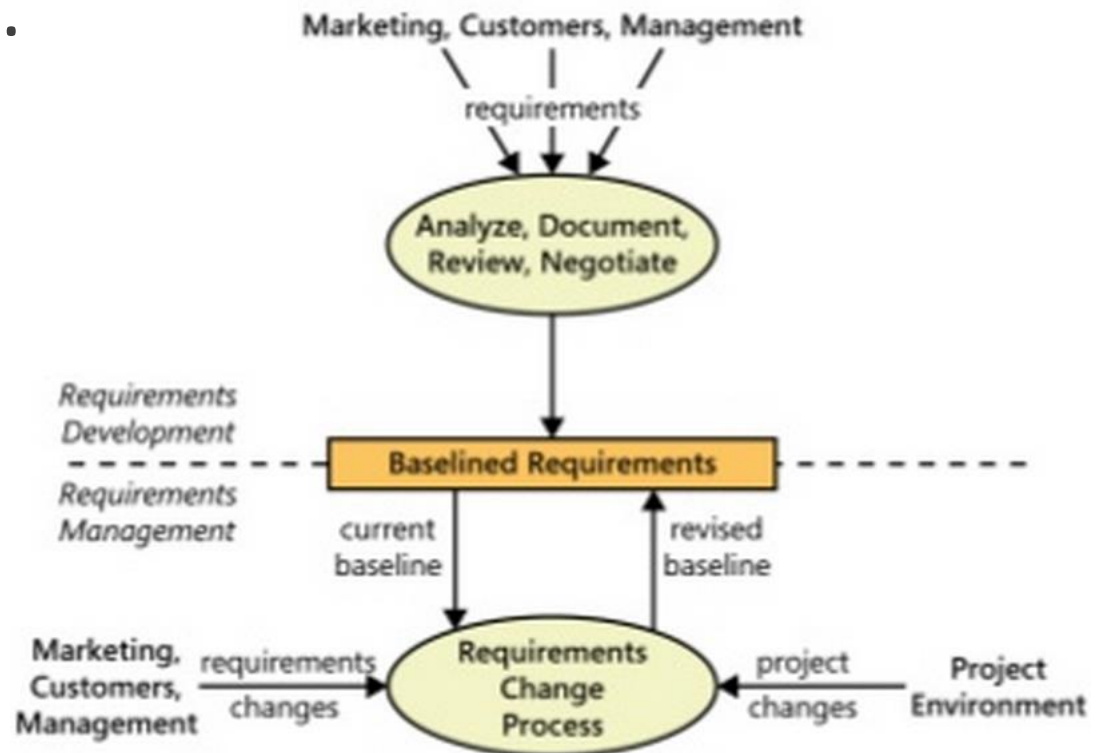 Marketing, Customers, Management
requirements
Analyze, Document,
Review, Negotiate
Requirements
Development
Baselined Requirements
Requirements
Management
current
baseline
revised
baseline
Marketing,
Customers,
Management
requirements
changes
Requirements
Change
Process
project
changes
Project
Environment